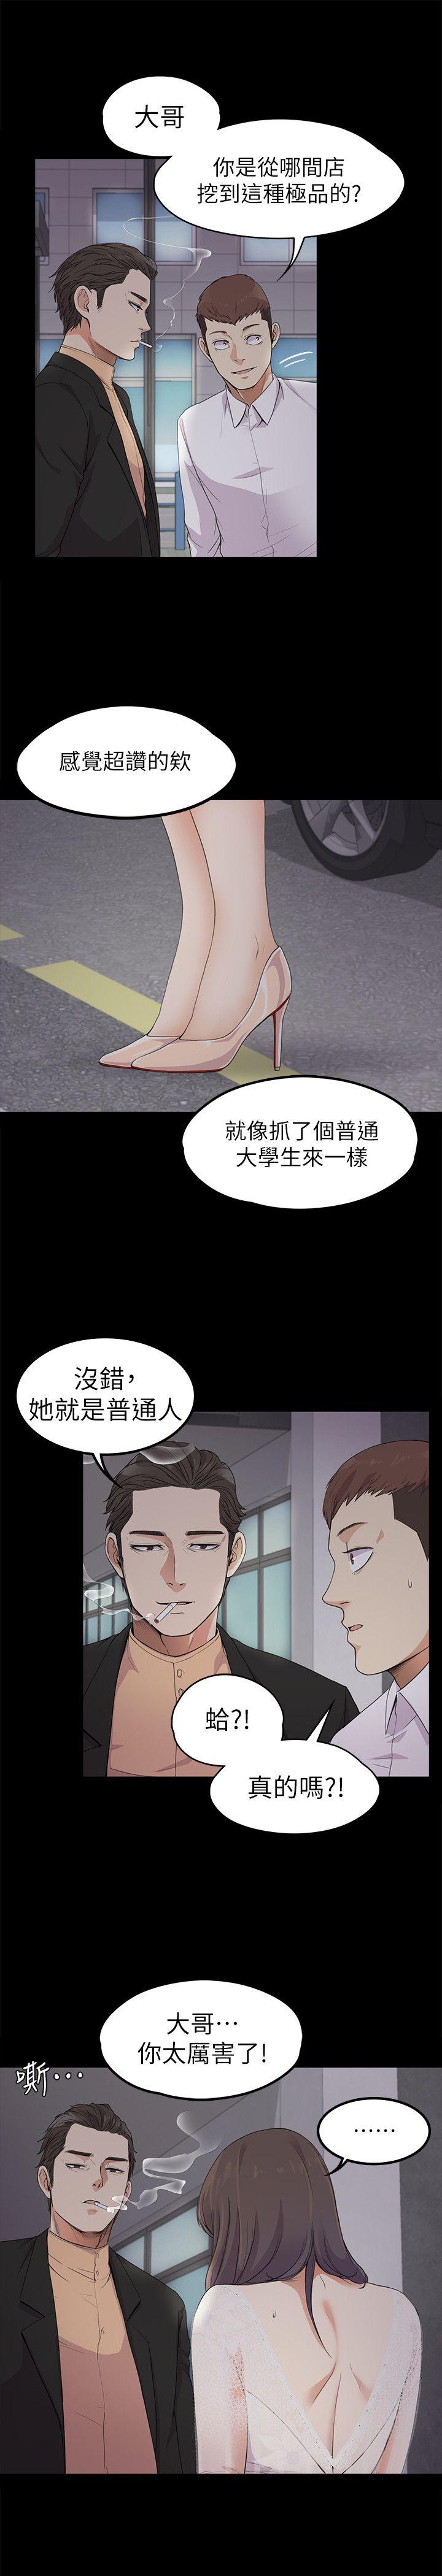 大哥
你是從哪間店
挖到這種極品的?
感覺超讚的欸
就像抓了個普通
大學生來一樣
沒錯,
她就是普通人
蛤?!
真的嗎?!
大哥…
你太厲害了!
嘶…
……